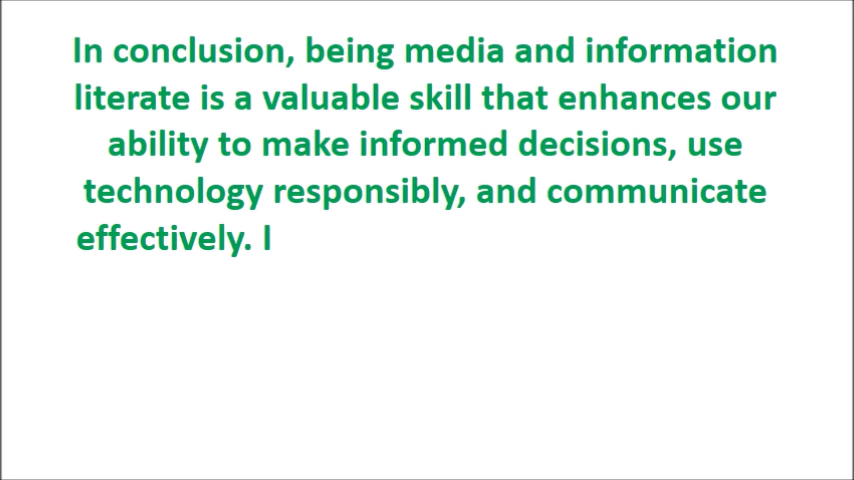 In conclusion, being media and information
literate is a valuable skill that enhances our
ability to make informed decisions, use
technology responsibly, and communicate
effectively. I